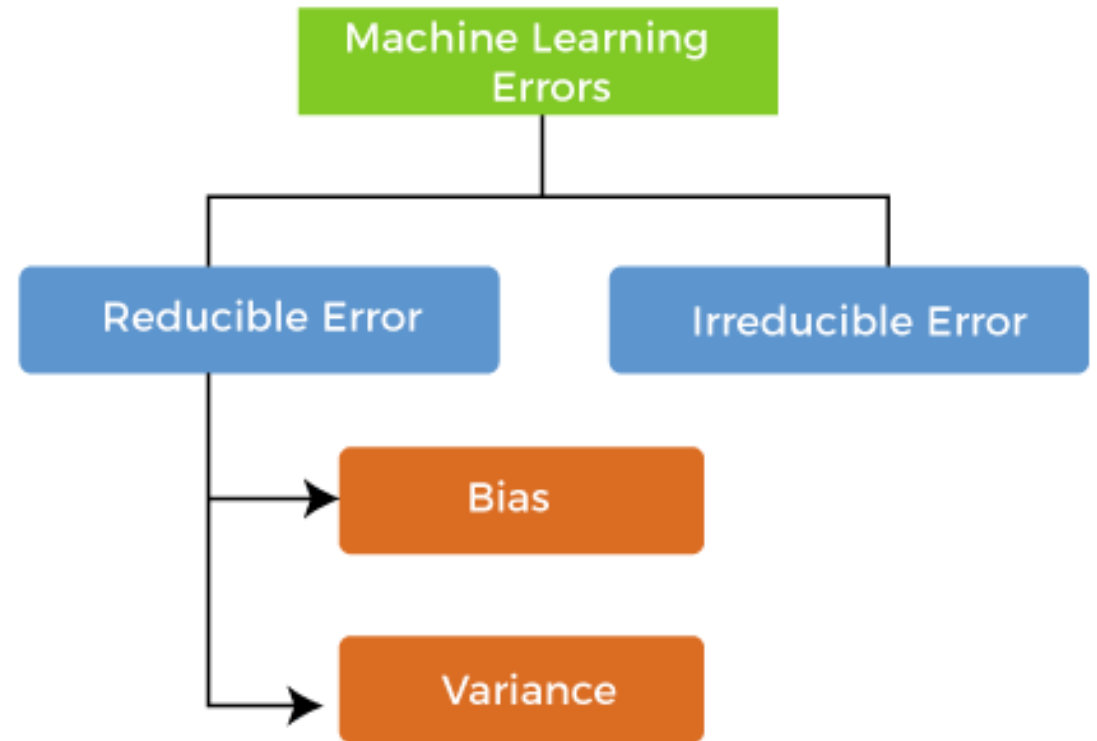 Machine Learning
Errors
Reducible Error
Irreducible Error
Bias
Variance